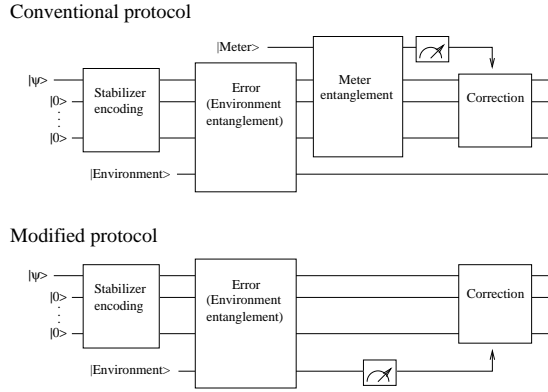 Conventional protocol
|Meter>
|ψ>
|0>
|0>
Stabilizer
encoding
Error
(Environment
entanglement)
Meter
entanglement
Correction
|Environment>
Modified protocol
|ψ>
|0>
|0>
Stabilizer
encoding
Error
(Environment
entanglement)
Correction
|Environment>